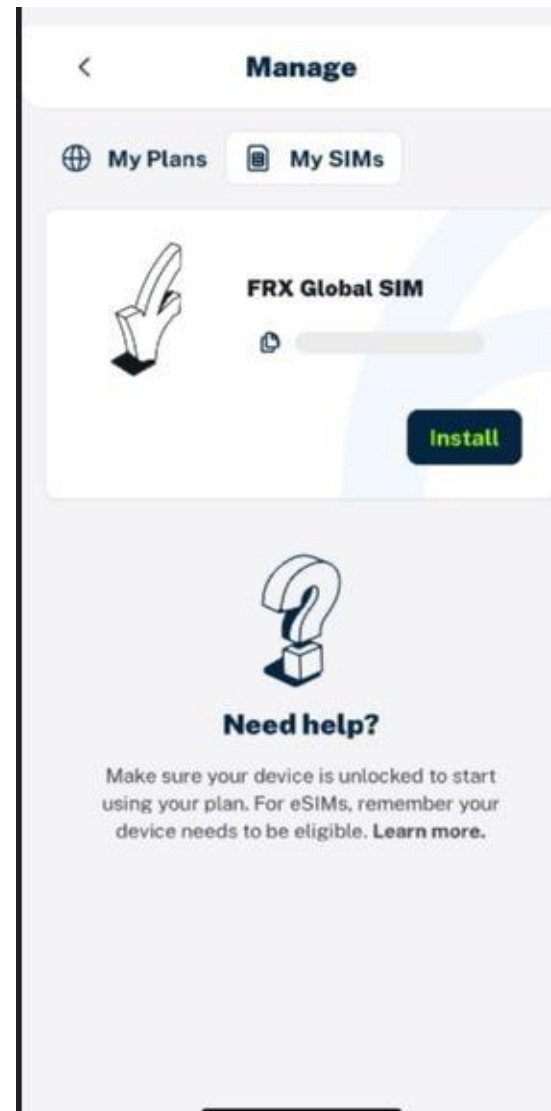 Manage
My Plans
My SIMs
FRX Global SIM
Install
Need help?
Make sure your device is unlocked to start
using your plan. For eSIMs, remember your
device needs to be eligible. Learn more.